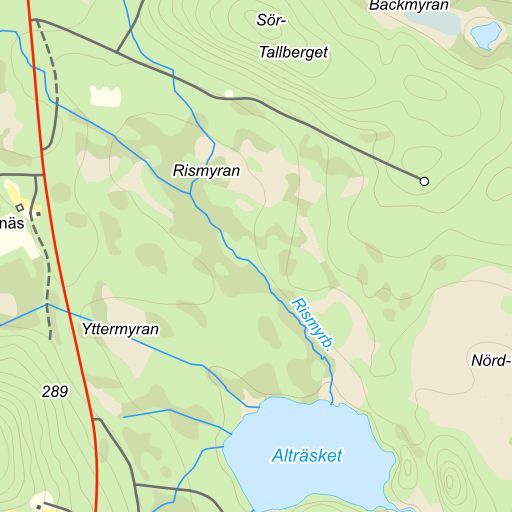 Backmyran
Sör-
Tallberget
Rismyran
näs
Rismyrb.
Yttermyran
Nörd-
289
Alträsket